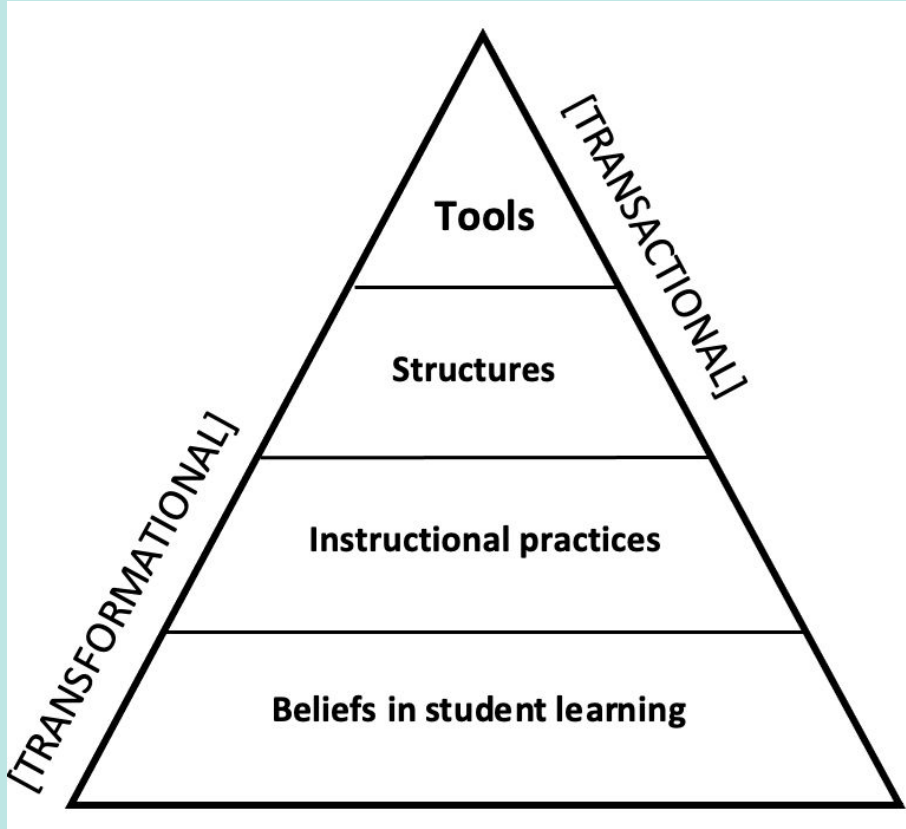 [TRANSACTIONAL]
Tools
Structures
[TRANSFORMATIONAL]
Instructional practices
Beliefs in student learning